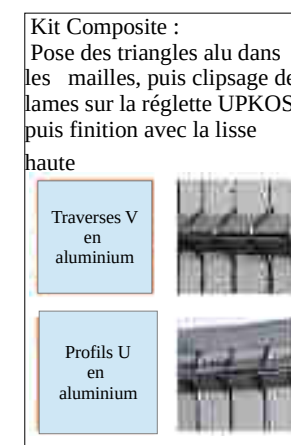 Kit Composite :
Pose des triangles alu dans
les mailles, puis clipsage de
lames sur la réglette UPKOS
puis finition avec la lisse
haute
Traverses V
en
aluminium
Profils U
en
aluminium